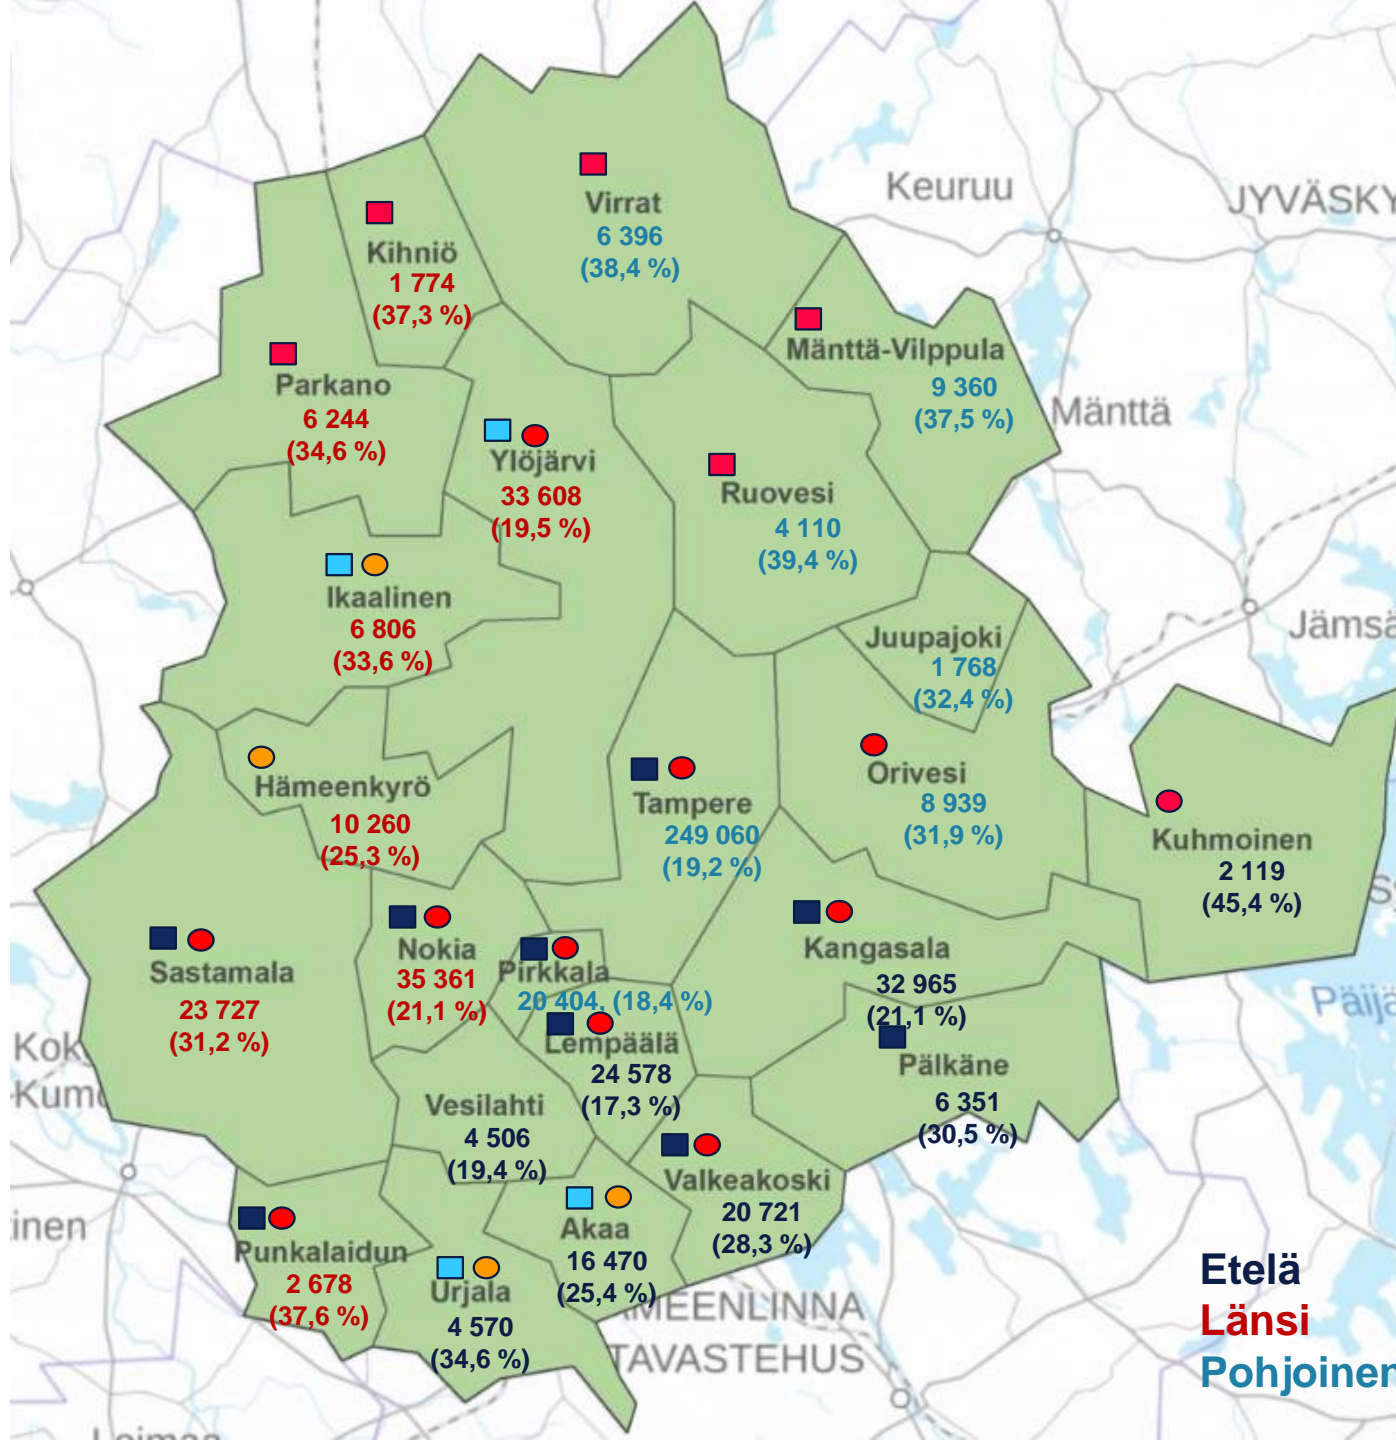 Keuruu
JYVÄSKY
Virrat
6 396
(38,4 %)
Kihniö
1 774
(37,3 %)
Mänttä-Vilppula
9 360
(37,5 %)
Mänttä
Parkano
6 244
(34,6 %)
Ylöjärvi
33 608
(19,5 %)
Ruovesi
4 110
(39,4 %)
Ikaalinen
6 806
(33,6 %)
Juupajoki
1 768
(32,4 %)
Jämsä
Hämeenkyrö
10 260
(25,3 %)
Tampere
249 060
(19,2 %)
Orivesi
8 939
(31,9 %)
Kuhmoinen
2 119
(45,4 %)
Sastamala
23 727
(31,2 %)
Nokia
35 361
(21,1 %)
Pirkkala
20 404, (18,4 %)
Kangasala
32 965
(21,1 %)
Lempäälä
24 578
(17,3 %)
Pälkäne
6 351
(30,5 %)
Päijä
Kok
Kum
Vesilahti
4 506
(19,4 %)
Valkeakoski
20 721
(28,3 %)
Akaa
16 470
(25,4 %)
inen
Punkalaidun
2 678
(37,6 %)
Urjala
4 570
(34,6 %)
MEENLINNA
TAVASTEHUS
Etelä
Länsi
Pohjoinen